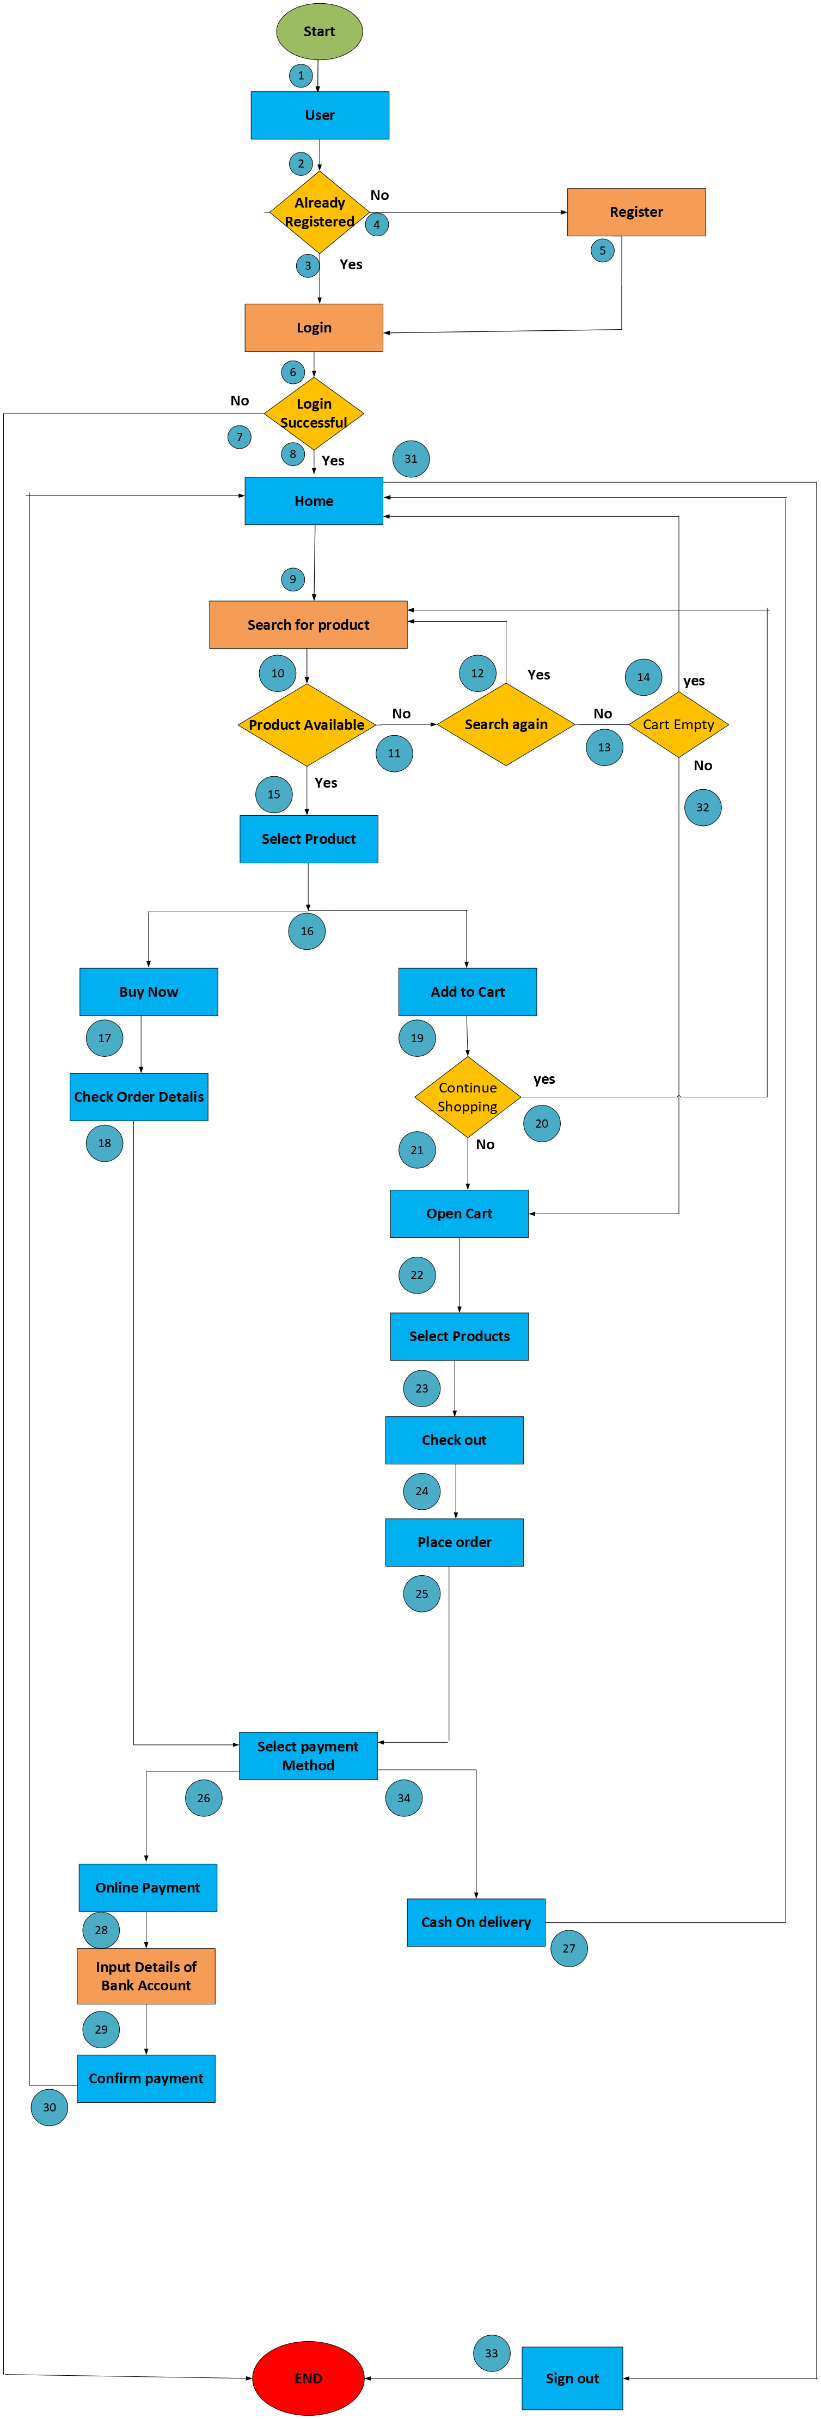 Start
1
User
2
Already
Registered
No
4
Register
5
3
Yes
Login
6
No
Login
Successful
7
8
Yes
31
Home
9
Search for product
10
12
Yes
14
yes
Product Available
No
11
Search again
No
13
Cart Empty
No
15
Yes
32
Select Product
16
Buy Now
Add to Cart
17
19
Check Order Detalis
Continue
Shopping
yes
20
18
21
No
Open Cart
22
Select Products
23
Check out
24
Place order
25
Select payment
Method
26
34
Online Payment
28
Cash On delivery
27
Input Details of
Bank Account
29
Confirm payment
30
33
END
Sign out